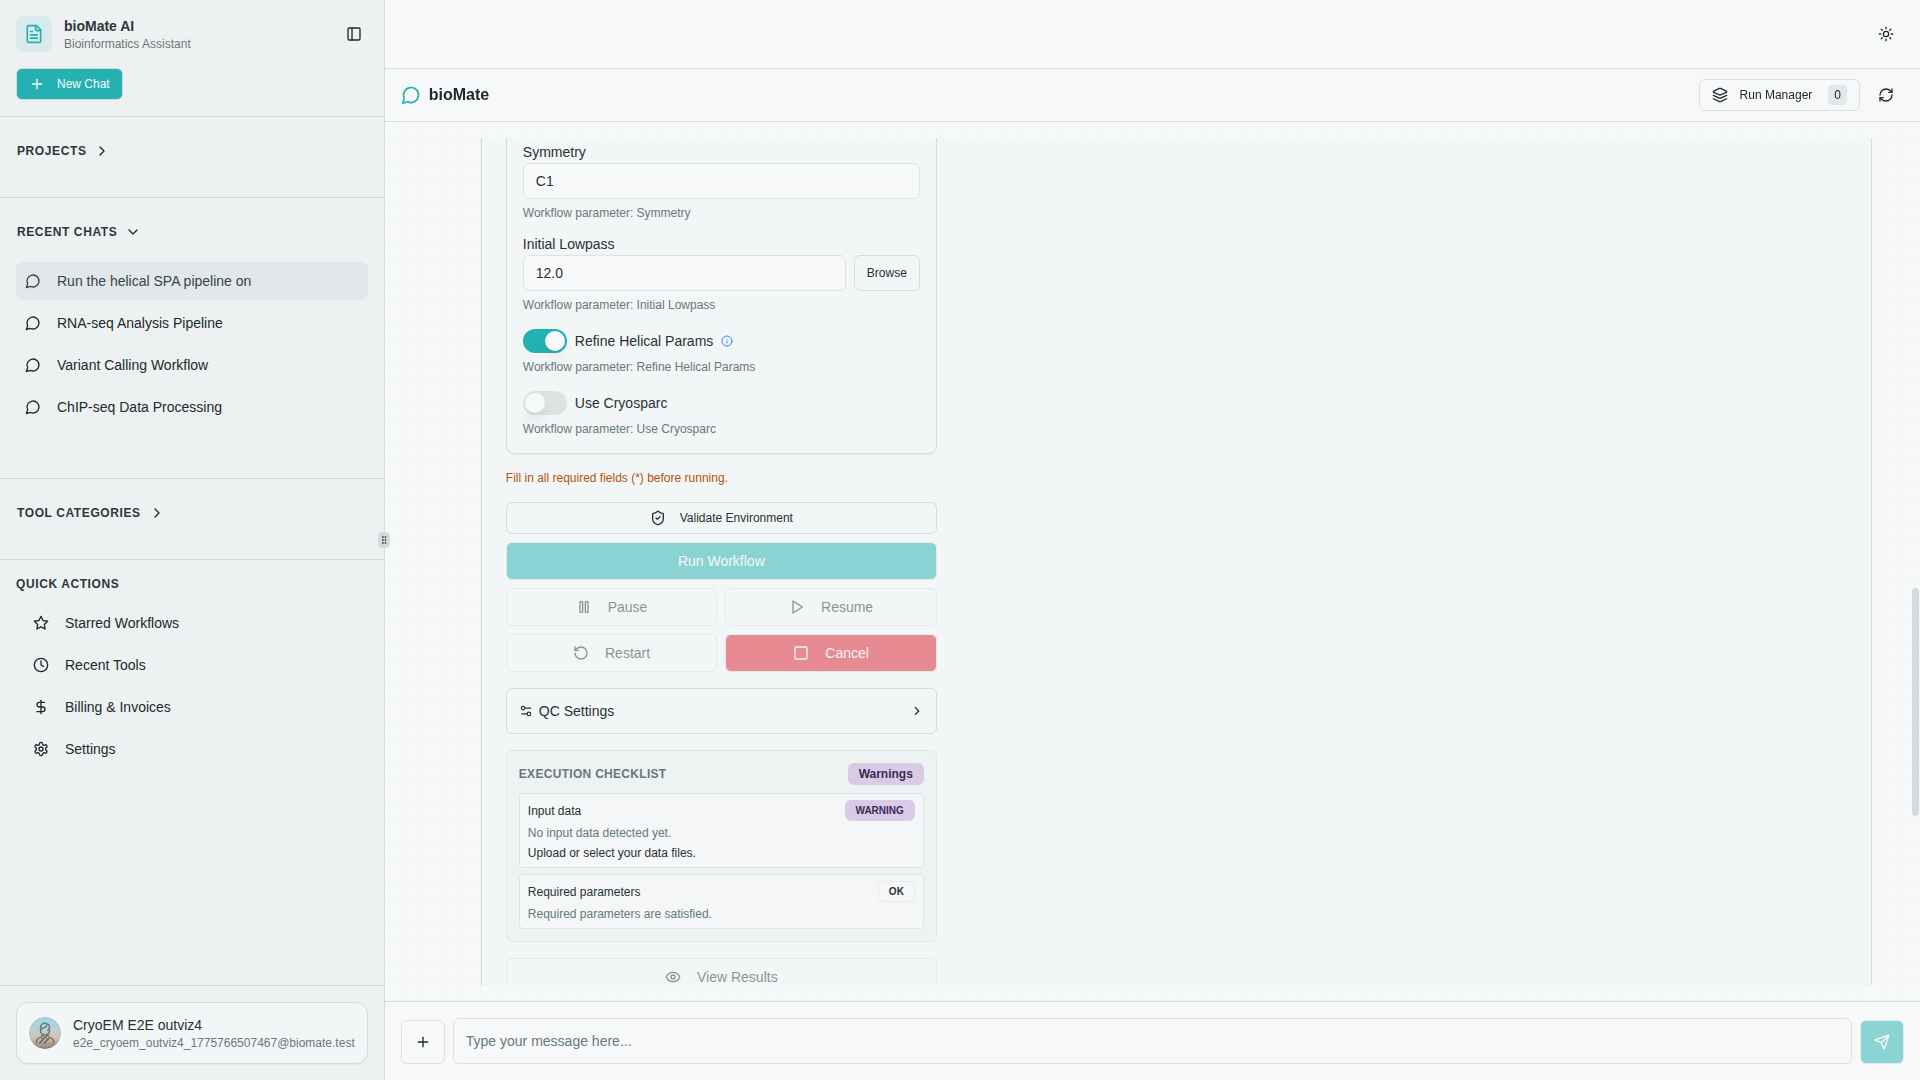 bioMate AI
Bioinformatics Assistant
New Chat
PROJECTS
RECENT CHATS
Run the helical SPA pipeline on
RNA-seq Analysis Pipeline
Variant Calling Workflow
ChIP-seq Data Processing
TOOL CATEGORIES
QUICK ACTIONS
Starred Workflows
Recent Tools
Billing & Invoices
Settings
CryoEM E2E outviz4
e2e_cryoem_outviz4_1775766507467@biomate.test
bioMate
Run Manager 0
Symmetry
C1
Workflow parameter: Symmetry
Initial Lowpass
12.0 Browse
Workflow parameter: Initial Lowpass
Refine Helical Params
Workflow parameter: Refine Helical Params
Use Cryosparc
Workflow parameter: Use Cryosparc
Fill in all required fields (*) before running.
Validate Environment
Run Workflow
Pause Resume
Restart Cancel
QC Settings
EXECUTION CHECKLIST Warnings
Input data WARNING
No input data detected yet.
Upload or select your data files.
Required parameters OK
Required parameters are satisfied.
View Results
Type your message here...